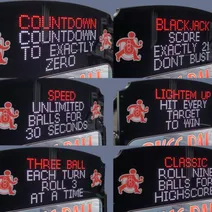 COUNTDOWN
COUNTDOWN
TO EXACTLY
ZERO
BLACKJACK
SCORE
EXACTLY 21
DONT BUST
SPEED
UNLIMITED
BALLS FOR
30 SECONDS
LIGHTEM UP
HIT EVERY
TARGET
TO WIN
THREE BALL
EACH TURN
ROLL 3
AT A TIME
CLASSIC
ROLL NINE
BALLS FOR
HIGHSCORE